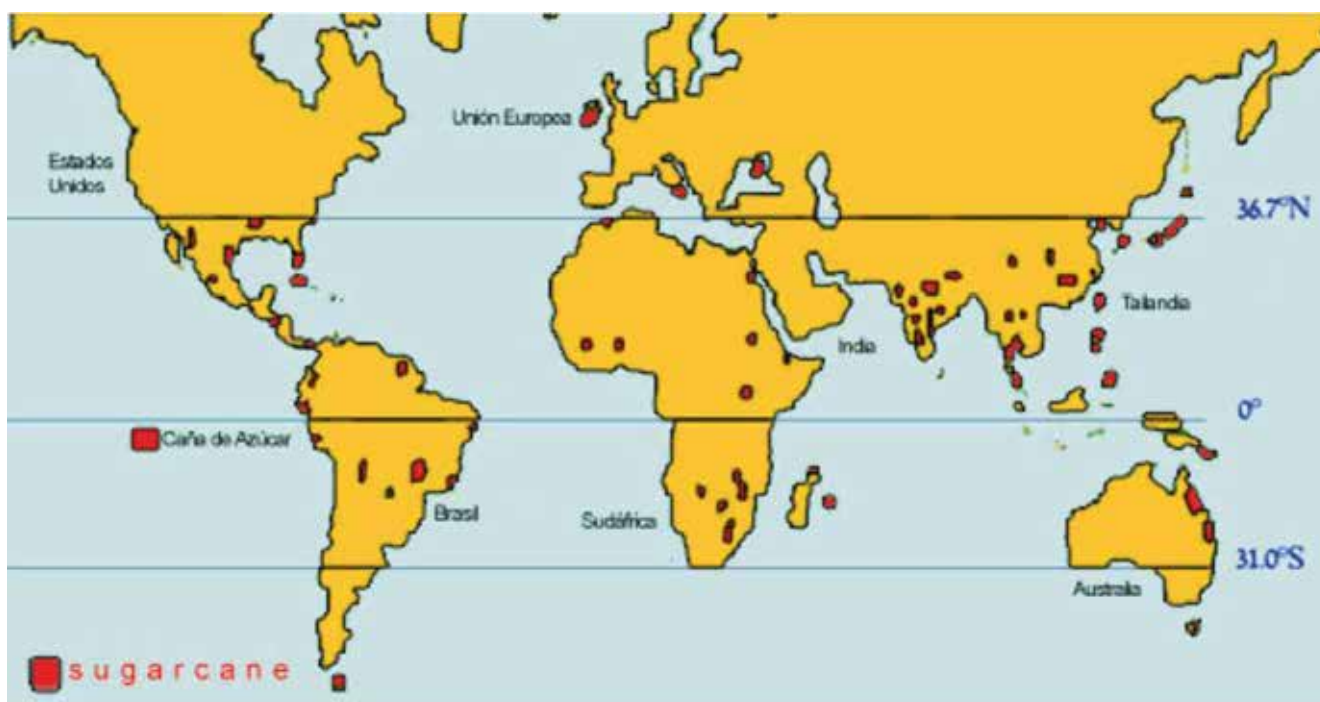 Unión Europea
Estados
Unidos
36.7°N
Tailandia
India
0°
Caña de Azúcar
Brasil
Sudáfrica
31.0°S
Australia
sugarcane